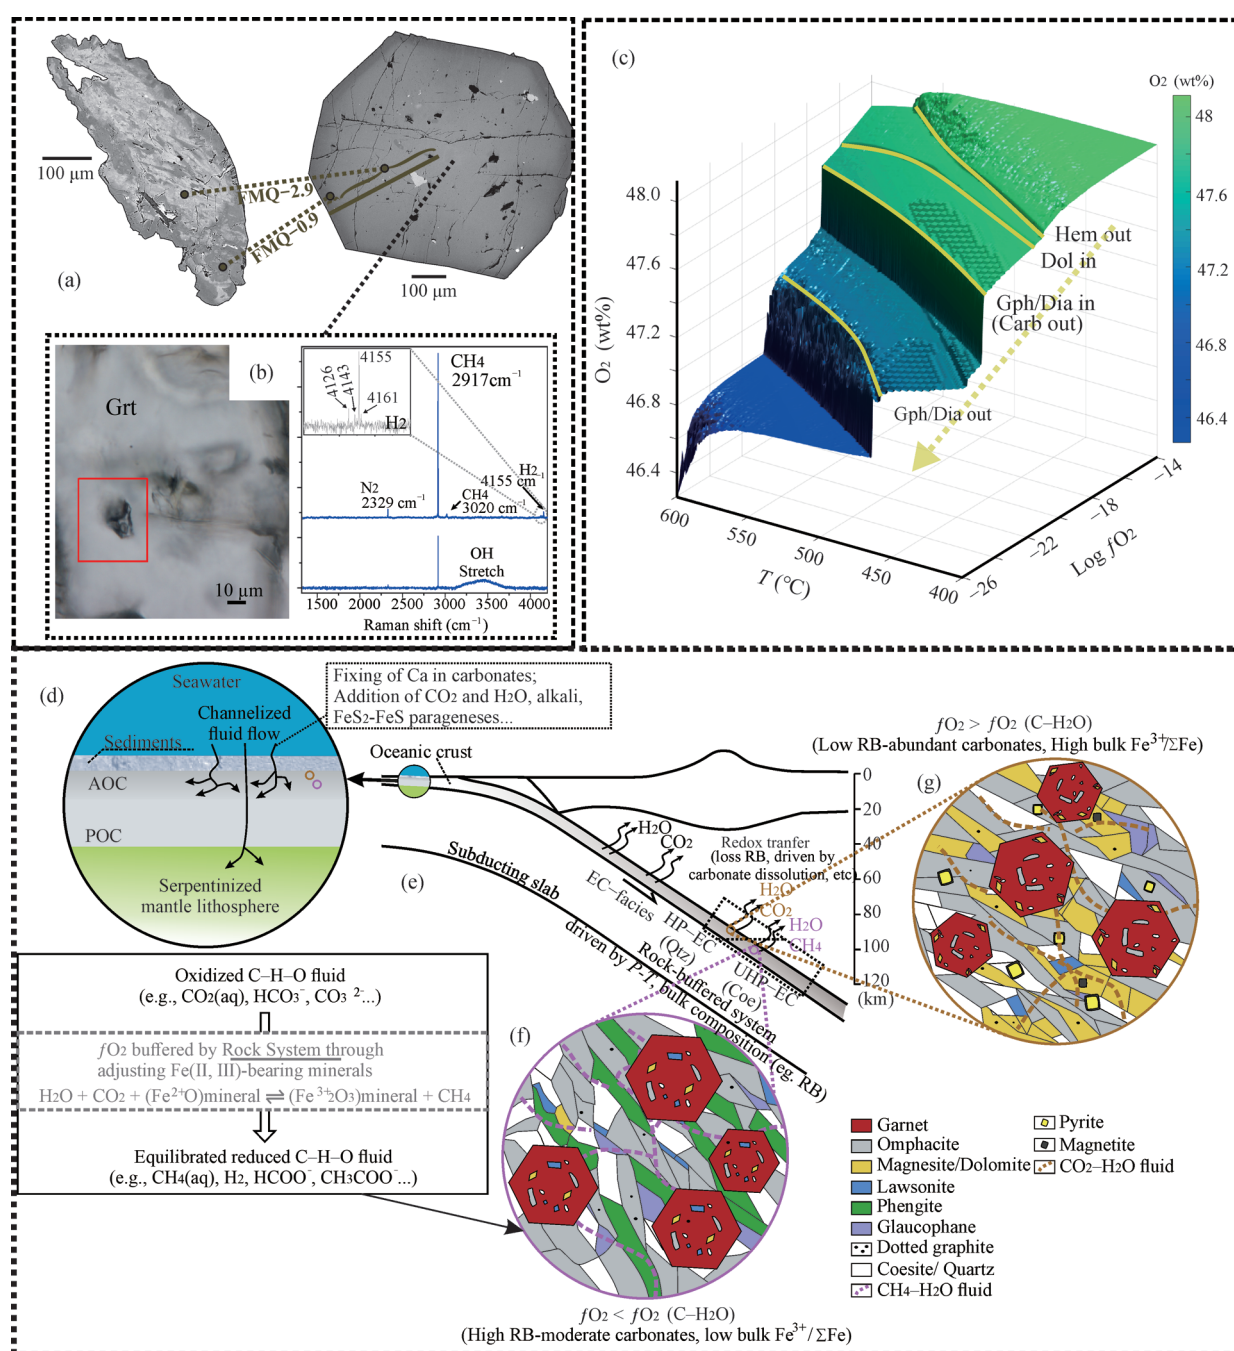 (a)
100 μm
FMQ−2.9
FMQ−0.9
100 μm
(b)
Grt
10 μm
4126
4143
4155
4161
H2
CH4
2917cm−1
N2
2329 cm−1
CH4
3020 cm−1
H2
4155 cm−1
OH
Stretch
1500 2000 2500 3000 3500 4000
Raman shift (cm−1)
(c)
O2 (wt%)
48
47.6
47.2
46.8
46.4
48.0
47.6
47.2
46.8
46.4
O2 (wt%)
Hem out
Dol in
Gph/Dia in
(Carb out)
Gph/Dia out
600
550
500
450
400
T (°C)
−26
−22
−18
−14
Log fO2
(d)
Seawater
Channelized
fluid flow
Sediments
AOC
POC
Serpentinized
mantle lithosphere
Fixing of Ca in carbonates;
Addition of CO2 and H2O, alkali,
FeS2-FeS parageneses...
Oceanic crust
(e)
H2O
CO2
Redox tranfer
(loss RB, driven by
carbonate dissolution, etc)
H2O
CO2
H2O
CH4
EC−facies
HP−EC
(Qtz)
UHP−EC
(Coe)
Subducting slab
driven by P-T, bulk composition (eg. RB)
Rock-buffered system
0
20
40
60
80
100
120
(km)
fO2 > fO2 (C−H2O)
(Low RB-abundant carbonates, High bulk Fe3+/ΣFe)
(g)
Oxidized C−H−O fluid
(e.g., CO2(aq), HCO3−, CO3 2−...)
fO2 buffered by Rock System through
adjusting Fe(II, III)-bearing minerals
H2O + CO2 + (Fe2+O)mineral ⇌ (Fe3+2O3)mineral + CH4
Equilibrated reduced C−H−O fluid
(e.g., CH4(aq), H2, HCOO−, CH3COO−...)
(f)
fO2 < fO2 (C−H2O)
(High RB-moderate carbonates, low bulk Fe3+/ΣFe)
Garnet
Omphacite
Magnesite/Dolomite
Lawsonite
Phengite
Glaucophane
Dotted graphite
Coesite/ Quartz
CH4−H2O fluid
Pyrite
Magnetite
CO2−H2O fluid